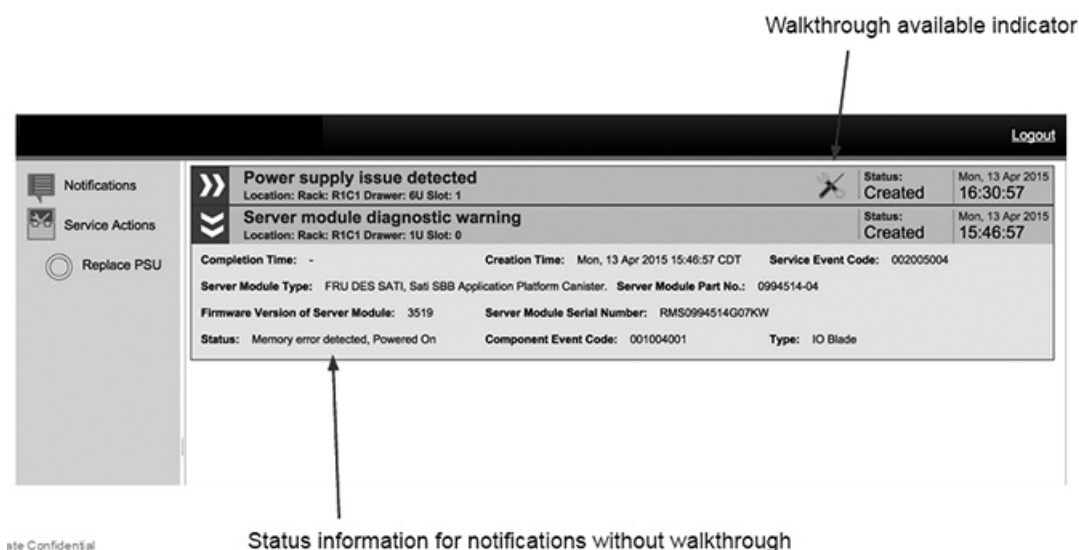 Walkthrough available indicator
Logout
Notifications
Service Actions
Replace PSU
Power supply issue detected
Location: Rack: R1C1 Drawer: 6U Slot: 1
Status:
Created
Mon, 13 Apr 2015
16:30:57
Server module diagnostic warning
Location: Rack: R1C1 Drawer: 1U Slot: 0
Status:
Created
Mon, 13 Apr 2015
15:46:57
Completion Time: - Creation Time: Mon, 13 Apr 2015 15:46:57 CDT Service Event Code: 002005004
Server Module Type: FRU DES SATI, Sati SBB Application Platform Canister. Server Module Part No.: 0994514-04
Firmware Version of Server Module: 3519 Server Module Serial Number: RMS0994514G07KW
Status: Memory error detected, Powered On Component Event Code: 001004001 Type: IO Blade
Status information for notifications without walkthrough
ate Confidential